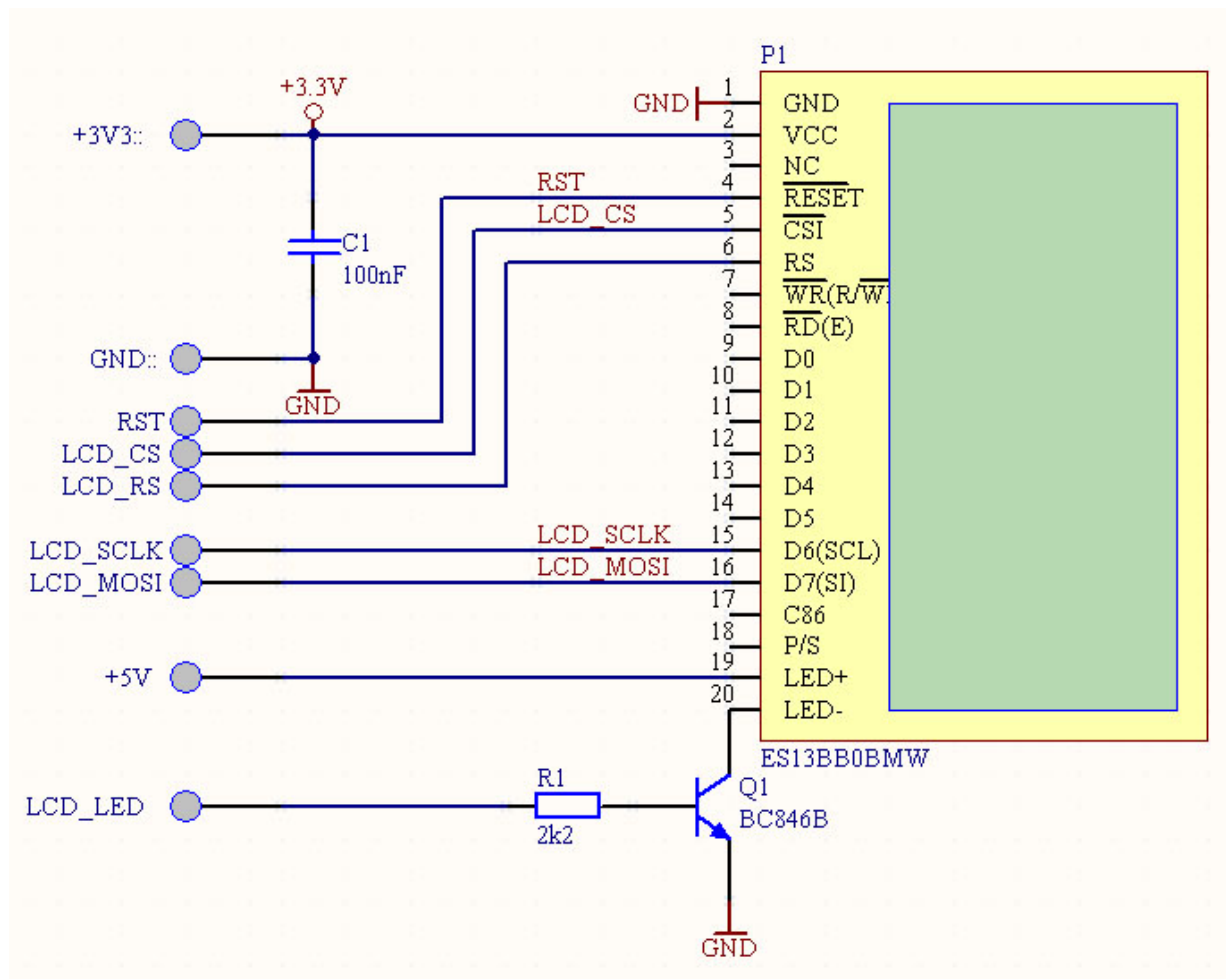 P1
+3.3V
+3V3::
GND
1
GND
2
VCC
3
NC
RST
4
RESET
LCD_CS
5
CSI
6
RS
C1
100nF
7
WR(R/W
8
RD(E)
GND::
9
D0
10
D1
GND
RST
11
D2
LCD_CS
12
D3
LCD_RS
13
D4
14
D5
LCD_SCLK
LCD_SCLK
15
D6(SCL)
LCD_MOSI
LCD_MOSI
16
D7(SI)
17
C86
18
P/S
+5V
19
LED+
20
LED-
ES13BB0BMW
LCD_LED
R1
2k2
Q1
BC846B
GND